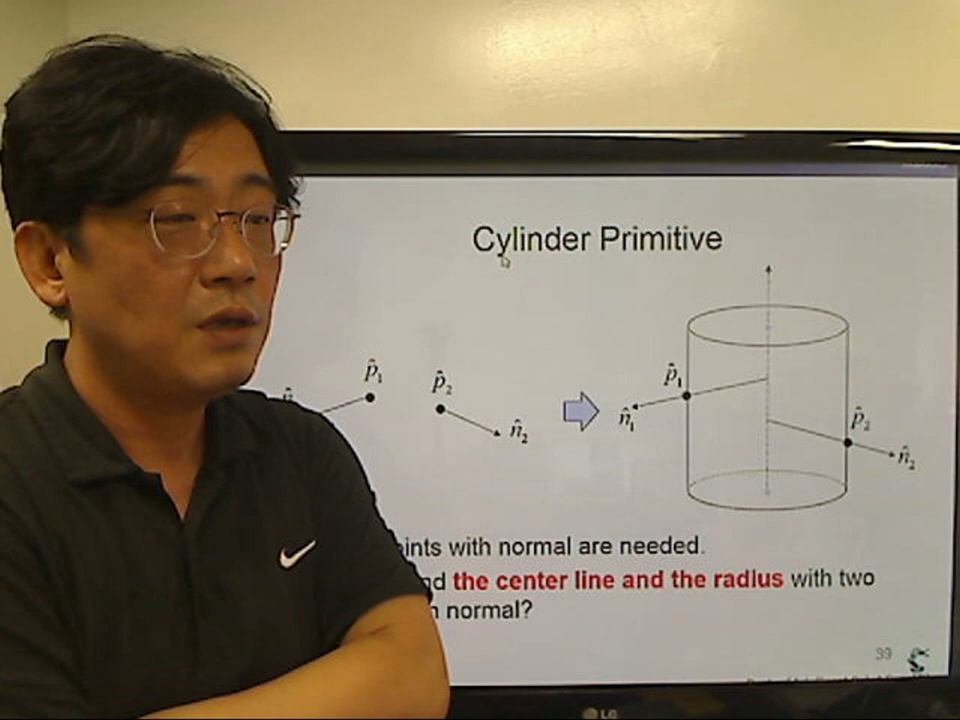 Cylinder Primitive
p̂₁
p̂₂
n̂₂
p̂₁
n̂₁
p̂₂
n̂₂
with normal are needed.
the center line and the radius with two
normal?
39
LG